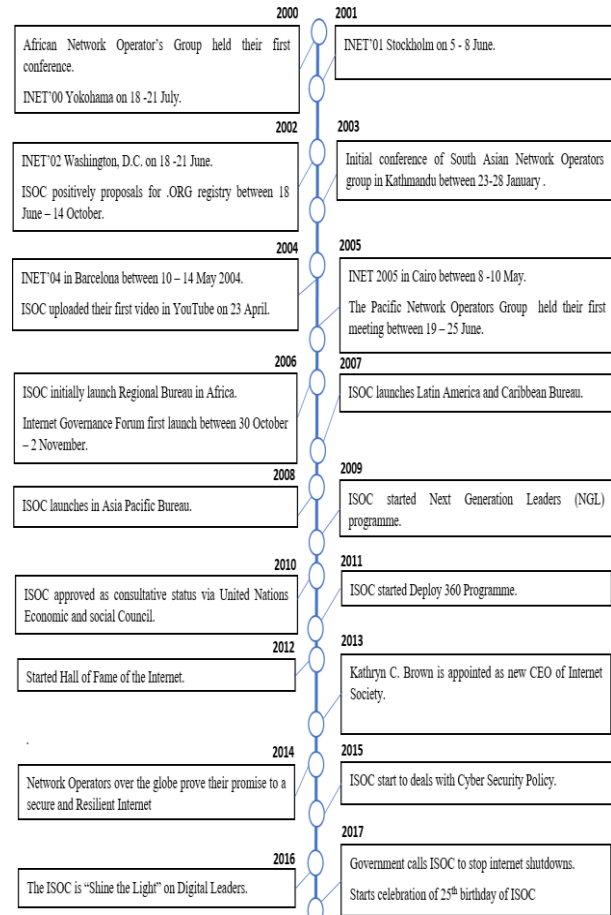 2000
African Network Operator's Group held their first
conference.
INET'00 Yokohama on 18 -21 July.
2001
INET'01 Stockholm on 5 - 8 June.
2002
INET'02 Washington, D.C. on 18 -21 June.
ISOC positively proposals for .ORG registry between 18
June – 14 October.
2003
Initial conference of South Asian Network Operators
group in Kathmandu between 23-28 January .
2004
INET'04 in Barcelona between 10 – 14 May 2004.
ISOC uploaded their first video in YouTube on 23 April.
2005
INET 2005 in Cairo between 8 -10 May.
The Pacific Network Operators Group held their first
meeting between 19 – 25 June.
2006
ISOC initially launch Regional Bureau in Africa.
Internet Governance Forum first launch between 30 October
– 2 November.
2007
ISOC launches Latin America and Caribbean Bureau.
2008
ISOC launches in Asia Pacific Bureau.
2009
ISOC started Next Generation Leaders (NGL)
programme.
2010
ISOC approved as consultative status via United Nations
Economic and social Council.
2011
ISOC started Deploy 360 Programme.
2012
Started Hall of Fame of the Internet.
2013
Kathryn C. Brown is appointed as new CEO of Internet
Society.
.
2014
Network Operators over the globe prove their promise to a
secure and Resilient Internet
2015
ISOC start to deals with Cyber Security Policy.
2016
The ISOC is “Shine the Light” on Digital Leaders.
2017
Government calls ISOC to stop internet shutdowns.
Starts celebration of 25th birthday of ISOC